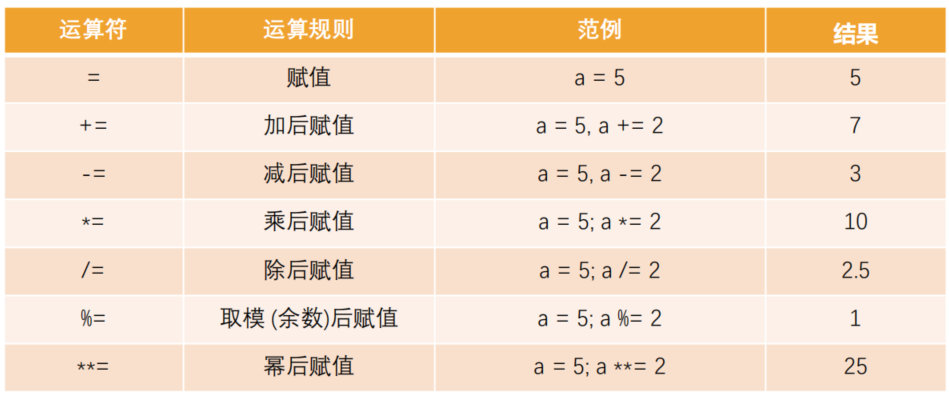 运算符 运算规则 范例 结果
= 赋值 a = 5 5
+= 加后赋值 a = 5, a += 2 7
-= 减后赋值 a = 5, a -= 2 3
*= 乘后赋值 a = 5; a *= 2 10
/= 除后赋值 a = 5; a /= 2 2.5
%= 取模 (余数)后赋值 a = 5; a %= 2 1
**= 幂后赋值 a = 5; a **= 2 25